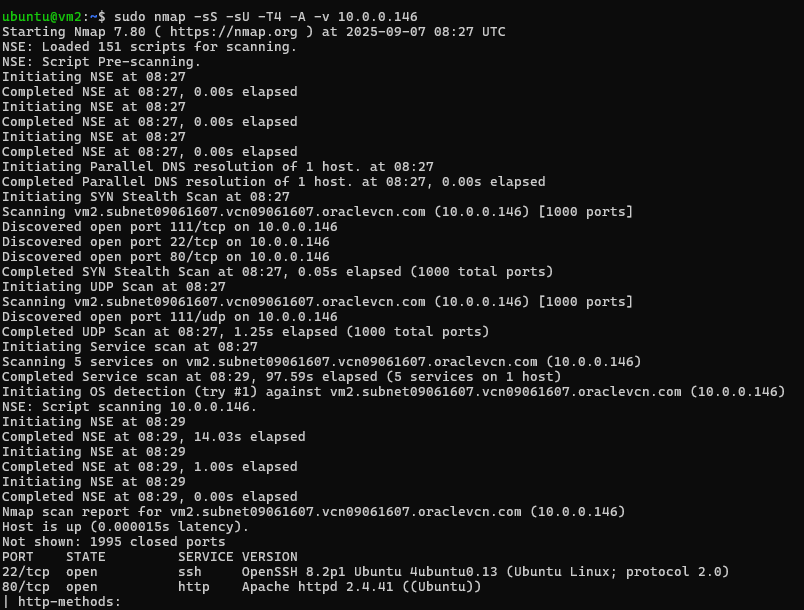 ubuntu@vm2:~$ sudo nmap -sS -sU -T4 -A -v 10.0.0.146
Starting Nmap 7.80 ( https://nmap.org ) at 2025-09-07 08:27 UTC
NSE: Loaded 151 scripts for scanning.
NSE: Script Pre-scanning.
Initiating NSE at 08:27
Completed NSE at 08:27, 0.00s elapsed
Initiating NSE at 08:27
Completed NSE at 08:27, 0.00s elapsed
Initiating NSE at 08:27
Completed NSE at 08:27, 0.00s elapsed
Initiating Parallel DNS resolution of 1 host. at 08:27
Completed Parallel DNS resolution of 1 host. at 08:27, 0.00s elapsed
Initiating SYN Stealth Scan at 08:27
Scanning vm2.subnet09061607.vcn09061607.oraclevcn.com (10.0.0.146) [1000 ports]
Discovered open port 111/tcp on 10.0.0.146
Discovered open port 22/tcp on 10.0.0.146
Discovered open port 80/tcp on 10.0.0.146
Completed SYN Stealth Scan at 08:27, 0.05s elapsed (1000 total ports)
Initiating UDP Scan at 08:27
Scanning vm2.subnet09061607.vcn09061607.oraclevcn.com (10.0.0.146) [1000 ports]
Discovered open port 111/udp on 10.0.0.146
Completed UDP Scan at 08:27, 1.25s elapsed (1000 total ports)
Initiating Service scan at 08:27
Scanning 5 services on vm2.subnet09061607.vcn09061607.oraclevcn.com (10.0.0.146)
Completed Service scan at 08:29, 97.59s elapsed (5 services on 1 host)
Initiating OS detection (try #1) against vm2.subnet09061607.vcn09061607.oraclevcn.com (10.0.0.146)
NSE: Script scanning 10.0.0.146.
Initiating NSE at 08:29
Completed NSE at 08:29, 14.03s elapsed
Initiating NSE at 08:29
Completed NSE at 08:29, 1.00s elapsed
Initiating NSE at 08:29
Completed NSE at 08:29, 0.00s elapsed
Nmap scan report for vm2.subnet09061607.vcn09061607.oraclevcn.com (10.0.0.146)
Host is up (0.000015s latency).
Not shown: 1995 closed ports
PORT    STATE         SERVICE VERSION
22/tcp  open          ssh     OpenSSH 8.2p1 Ubuntu 4ubuntu0.13 (Ubuntu Linux; protocol 2.0)
80/tcp  open          http    Apache httpd 2.4.41 ((Ubuntu))
| http-methods: